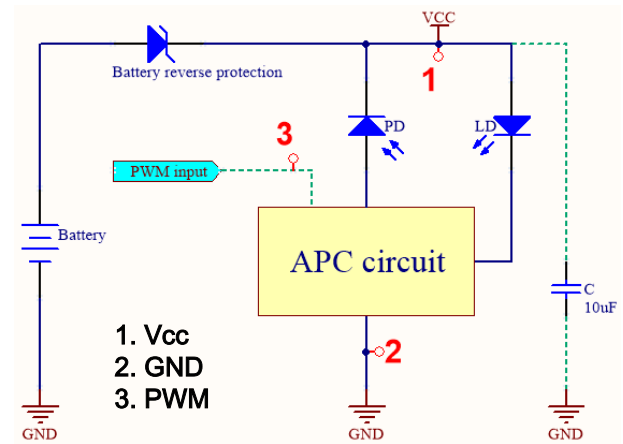 VCC
Battery reverse protection
1
3
PD
LD
PWM input
Battery
APC circuit
C
10uF
1. Vcc
2. GND
3. PWM
2
GND
GND
GND